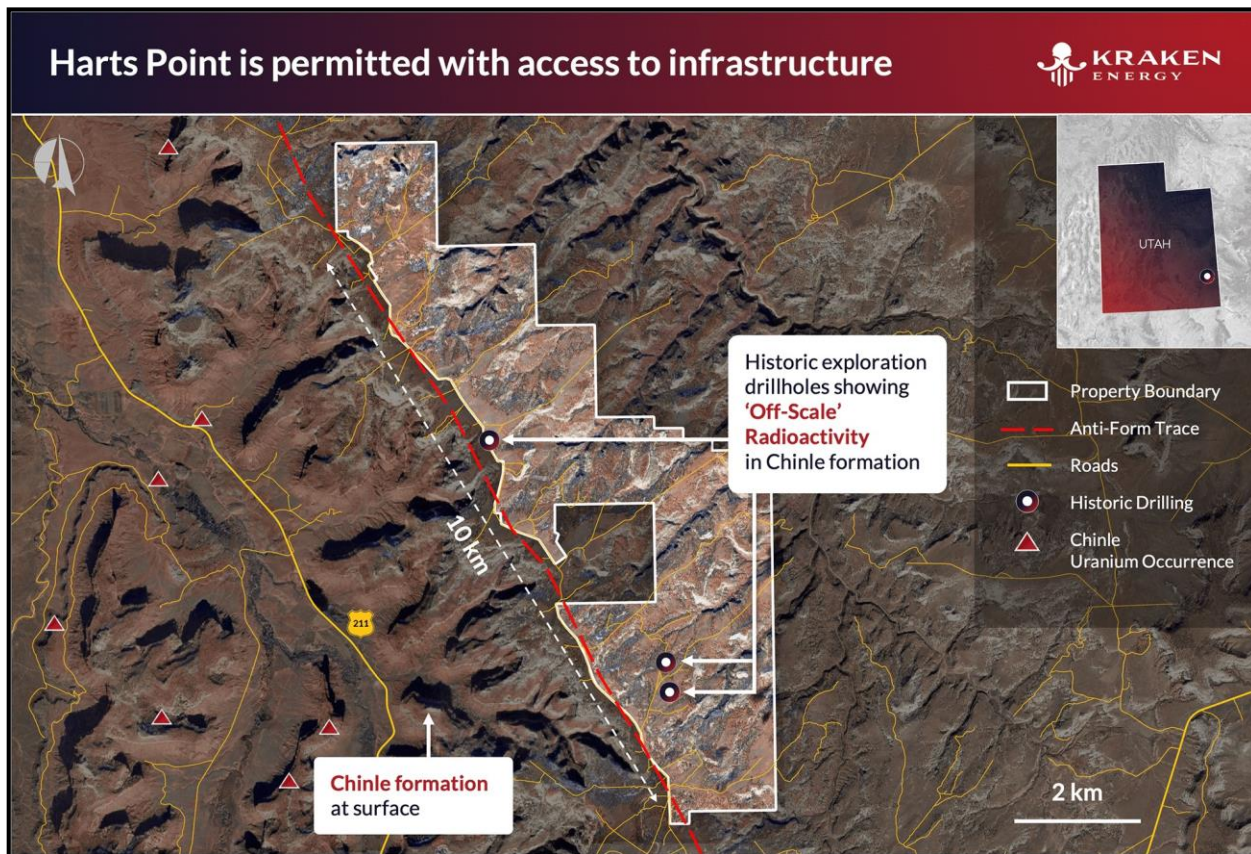 Harts Point is permitted with access to infrastructure
KRAKEN
ENERGY
UTAH
Historic exploration
drillholes showing
‘Off-Scale’
Radioactivity
in Chinle formation
Property Boundary
Anti-Form Trace
Roads
Historic Drilling
Chinle
Uranium Occurrence
10 km
211
Chinle formation
at surface
2 km